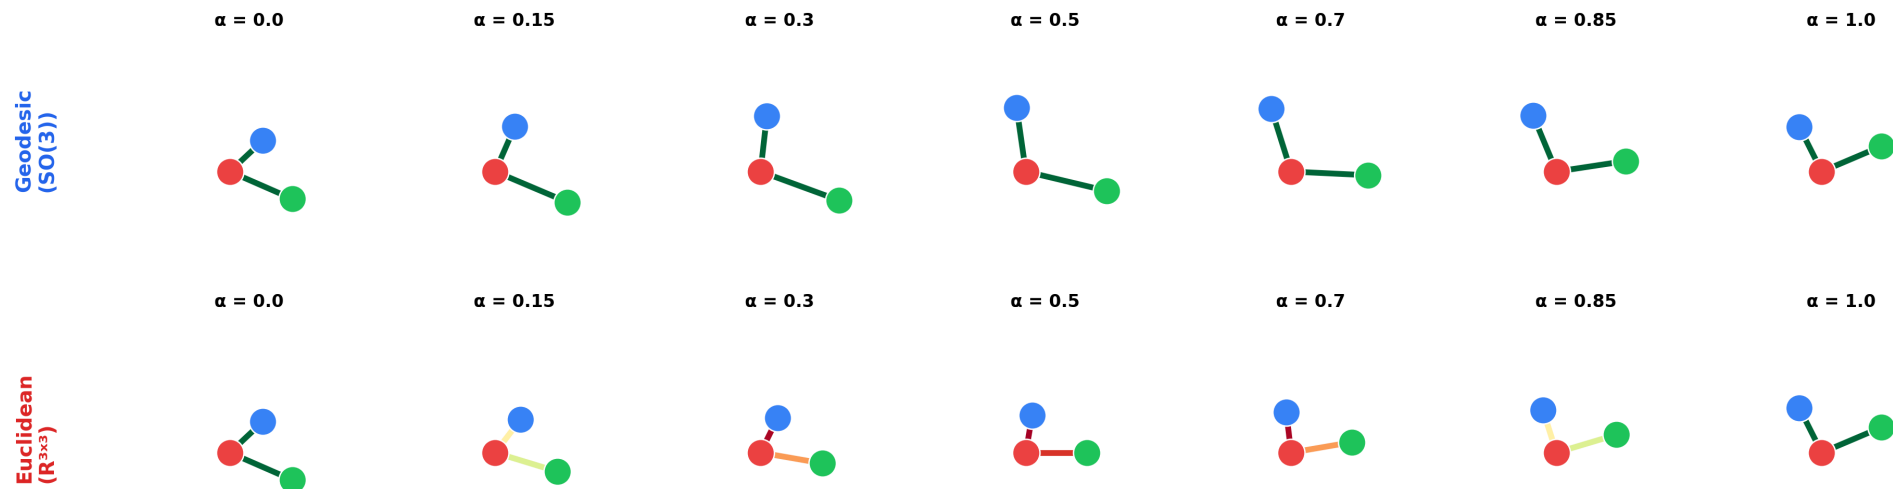 α = 0.0
α = 0.15
α = 0.3
α = 0.5
α = 0.7
α = 0.85
α = 1.0
Geodesic
(SO(3))
α = 0.0
α = 0.15
α = 0.3
α = 0.5
α = 0.7
α = 0.85
α = 1.0
Euclidean
(R³ˣ³)